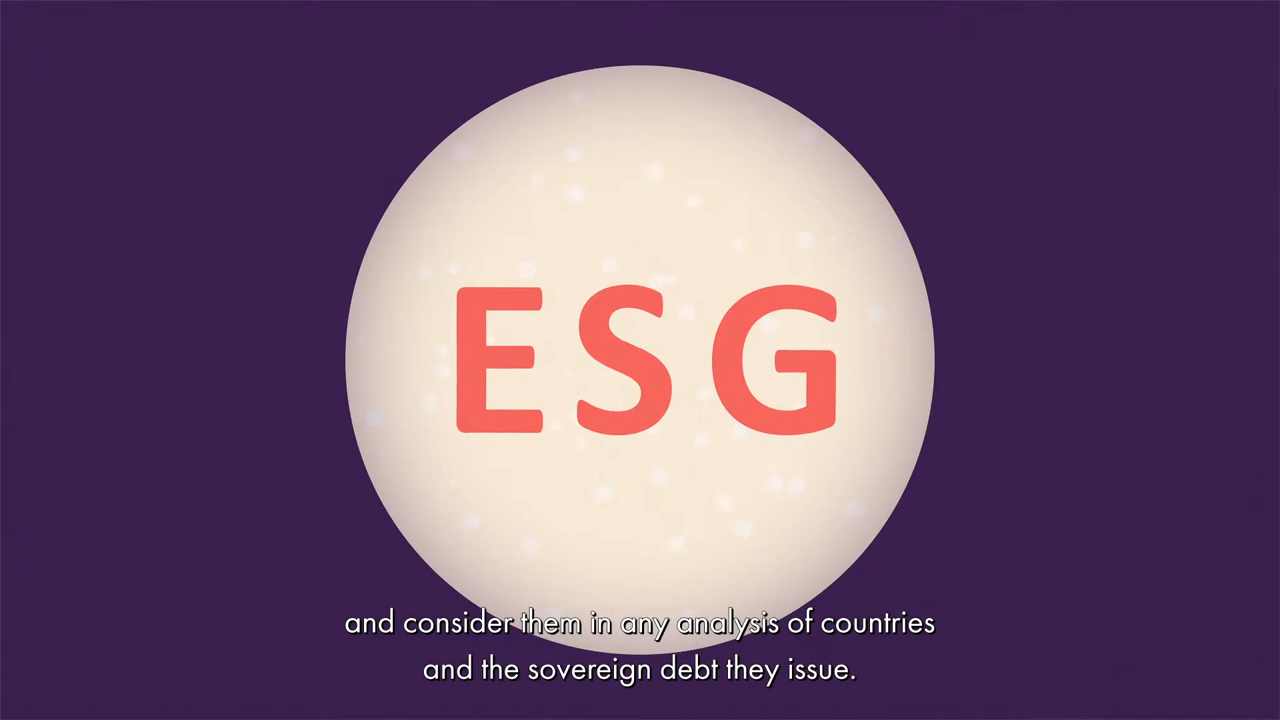 ESG
and consider them in any analysis of countries
and the sovereign debt they issue.